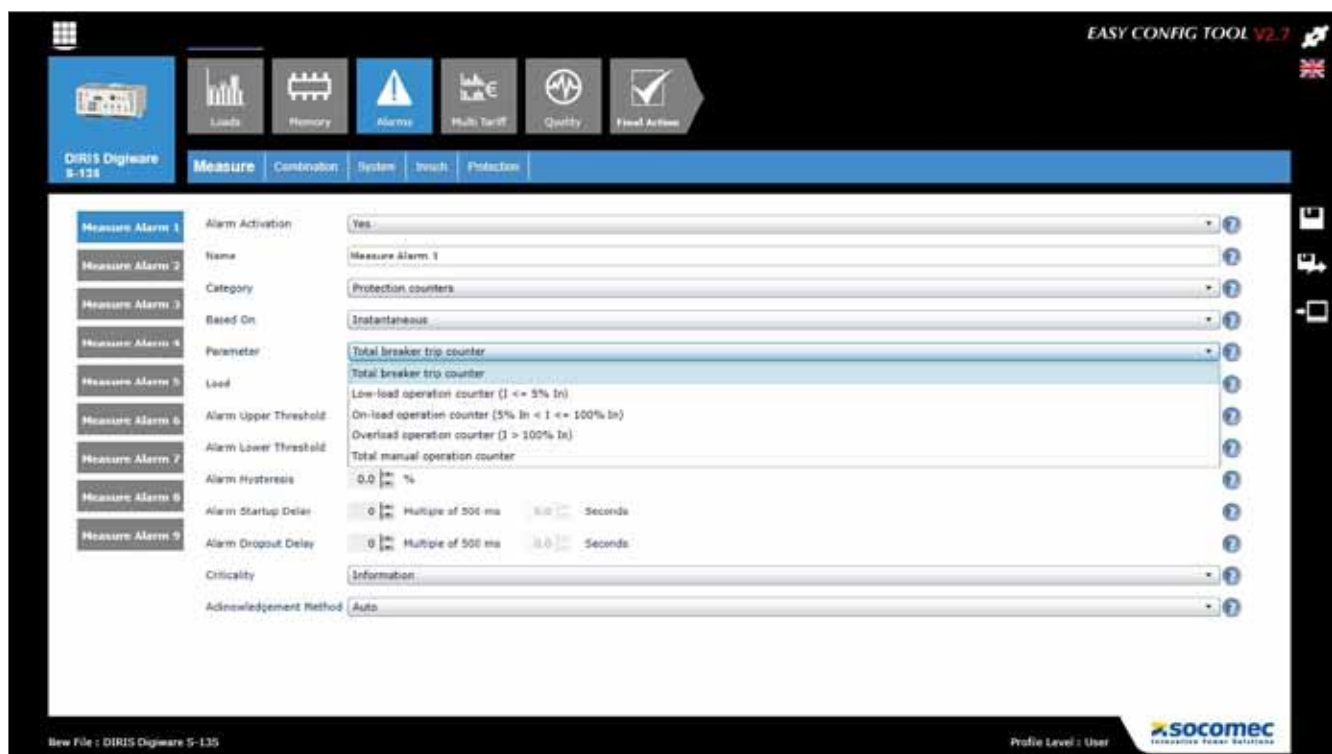 EASY CONFIG TOOL V2.7
Loads
Memory
Alarms
Multi Tariff
Quality
Final Action
DIRIS Digiware
S-135
Measure
Combination
System
Inrush
Protection
Measure Alarm 1
Measure Alarm 2
Measure Alarm 3
Measure Alarm 4
Measure Alarm 5
Measure Alarm 6
Measure Alarm 7
Measure Alarm 8
Measure Alarm 9
Alarm Activation Yes
Name Measure Alarm 1
Category Protection counters
Based On Instantaneous
Parameter Total breaker trip counter
Total breaker trip counter
Load
Low-load operation counter (I <= 5% In)
Alarm Upper Threshold On-load operation counter (5% In < I <= 100% In)
Overload operation counter (I > 100% In)
Alarm Lower Threshold
Total manual operation counter
Alarm Hysteresis 0.0 %
Alarm Startup Delay 0 Multiple of 500 ms 0.0 Seconds
Alarm Dropout Delay 0 Multiple of 500 ms 0.0 Seconds
Criticality Information
Acknowledgement Method Auto
New File : DIRIS Digiware S-135
Profile Level : User
socomec
Innovative Power Solutions